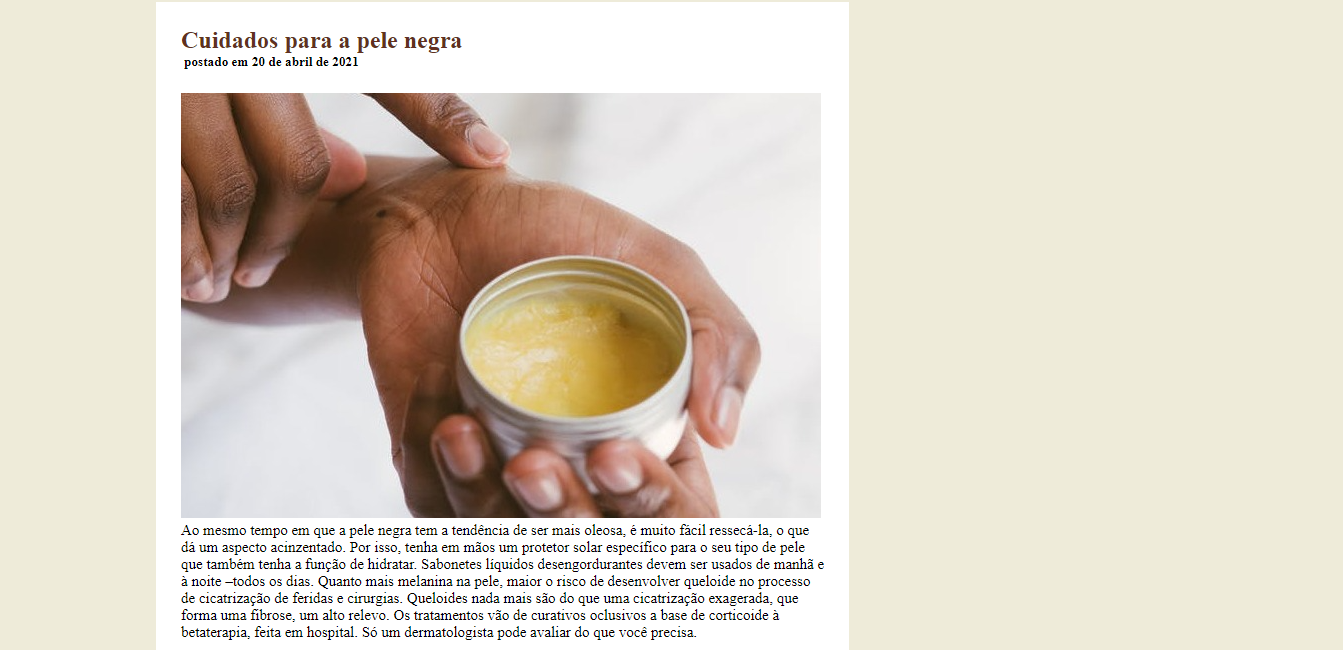 Cuidados para a pele negra
postado em 20 de abril de 2021
Ao mesmo tempo em que a pele negra tem a tendência de ser mais oleosa, é muito fácil ressecá-la, o que
dá um aspecto acinzentado. Por isso, tenha em mãos um protetor solar específico para o seu tipo de pele
que também tenha a função de hidratar. Sabonetes líquidos desengordurantes devem ser usados de manhã e
à noite –todos os dias. Quanto mais melanina na pele, maior o risco de desenvolver queloide no processo
de cicatrização de feridas e cirurgias. Queloides nada mais são do que uma cicatrização exagerada, que
forma uma fibrose, um alto relevo. Os tratamentos vão de curativos oclusivos a base de corticoide à
betaterapia, feita em hospital. Só um dermatologista pode avaliar do que você precisa.